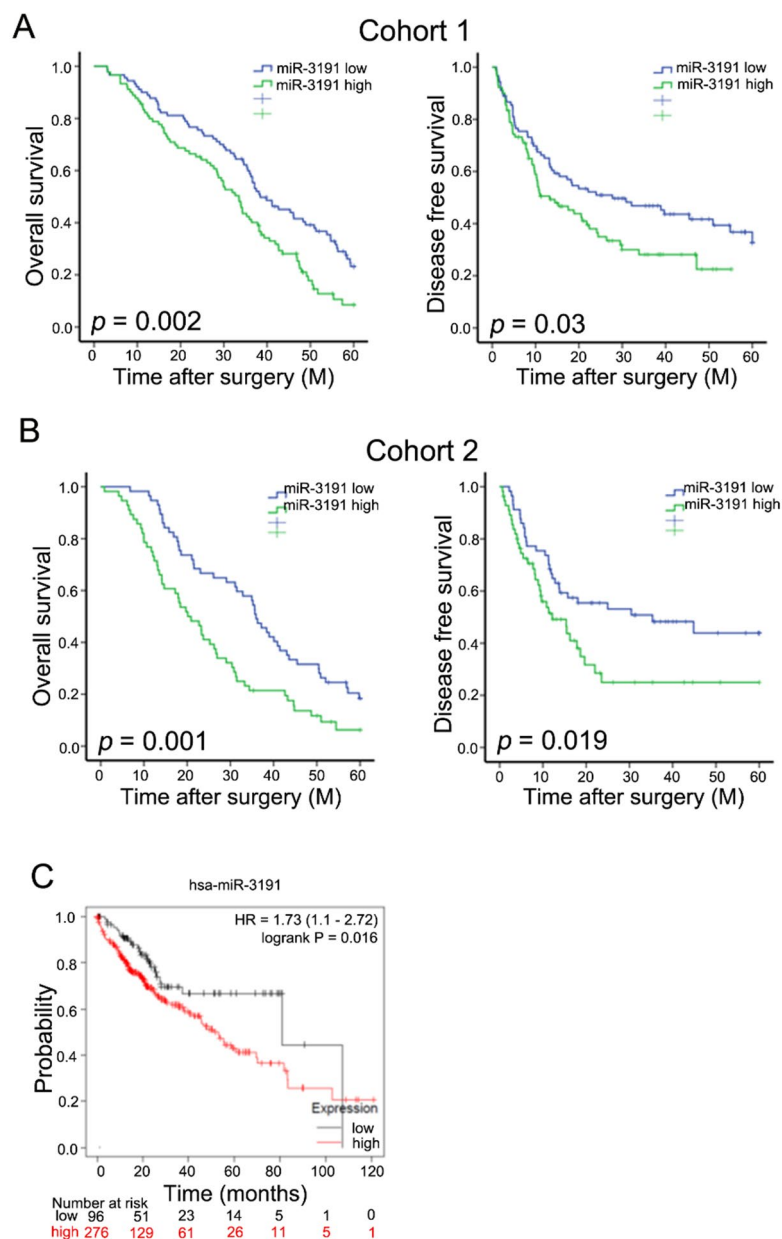 A
Cohort 1
1.0
0.8
0.6
0.4
0.2
0.0
Overall survival
miR-3191 low
miR-3191 high
p = 0.002
0 10 20 30 40 50 60
Time after surgery (M)
1.0
0.8
0.6
0.4
0.2
0.0
Disease free survival
miR-3191 low
miR-3191 high
p = 0.03
0 10 20 30 40 50 60
Time after surgery (M)
B
Cohort 2
1.0
0.8
0.6
0.4
0.2
0.0
Overall survival
miR-3191 low
miR-3191 high
p = 0.001
0 10 20 30 40 50 60
Time after surgery (M)
1.0
0.8
0.6
0.4
0.2
0.0
Disease free survival
miR-3191 low
miR-3191 high
p = 0.019
0 10 20 30 40 50 60
Time after surgery (M)
C
hsa-miR-3191
HR = 1.73 (1.1 - 2.72)
logrank P = 0.016
1.0
0.8
0.6
0.4
0.2
0.0
Probability
Expression
low
high
0 20 40 60 80 100 120
Time (months)
Number at risk
low 96 51 23 14 5 1 0
high 276 129 61 26 11 5 1